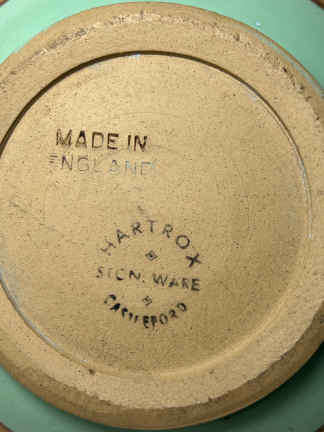 MADE IN
ENGLAND
HARTROX
STON. WARE
CASTLEFORD